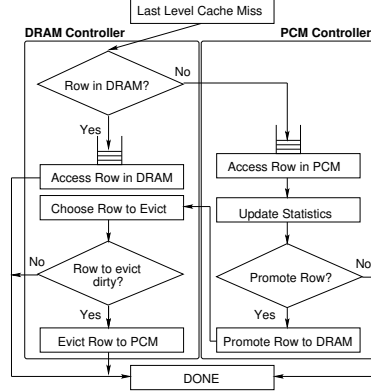 Last Level Cache Miss
DRAM Controller
PCM Controller
Row in DRAM?
No
Yes
Access Row in DRAM
Access Row in PCM
Choose Row to Evict
Update Statistics
No
Row to evict
dirty?
Promote Row?
No
Yes
Yes
Evict Row to PCM
Promote Row to DRAM
DONE